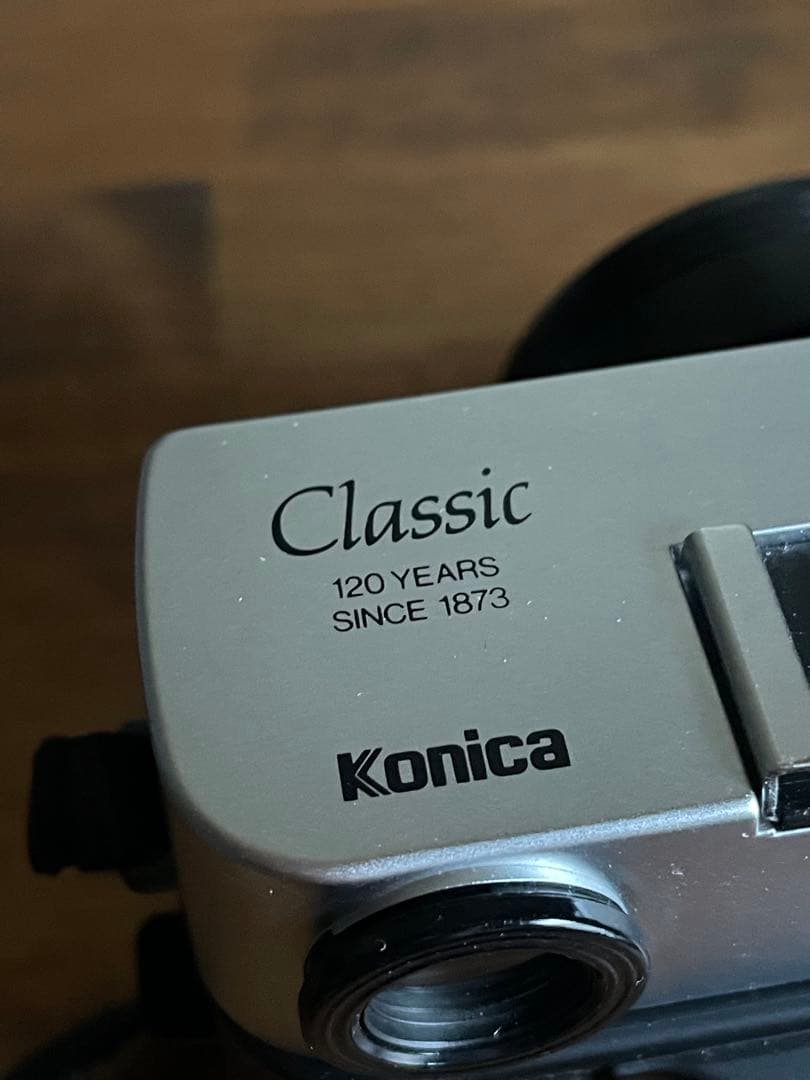 Classic
120 YEARS
SINCE 1873
Konica